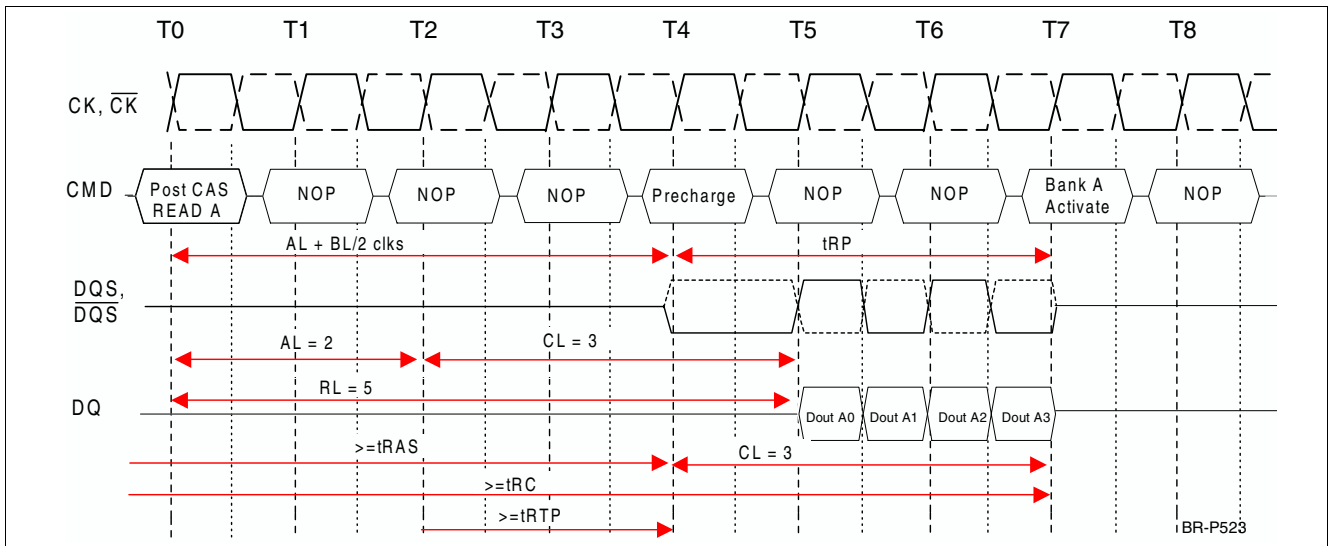 T0 T1 T2 T3 T4 T5 T6 T7 T8
CK, CK
CMD Post CAS READ A NOP NOP NOP Precharge NOP NOP Bank A Activate NOP
AL + BL/2 clks tRP
DQS,
DQS
AL = 2 CL = 3
RL = 5
DQ Dout A0 Dout A1 Dout A2 Dout A3
>=tRAS CL = 3
>=tRC
>=tRTP
BR-P523